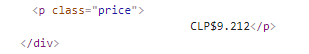 <p class="price">
CLP$9.212</p>
</div>